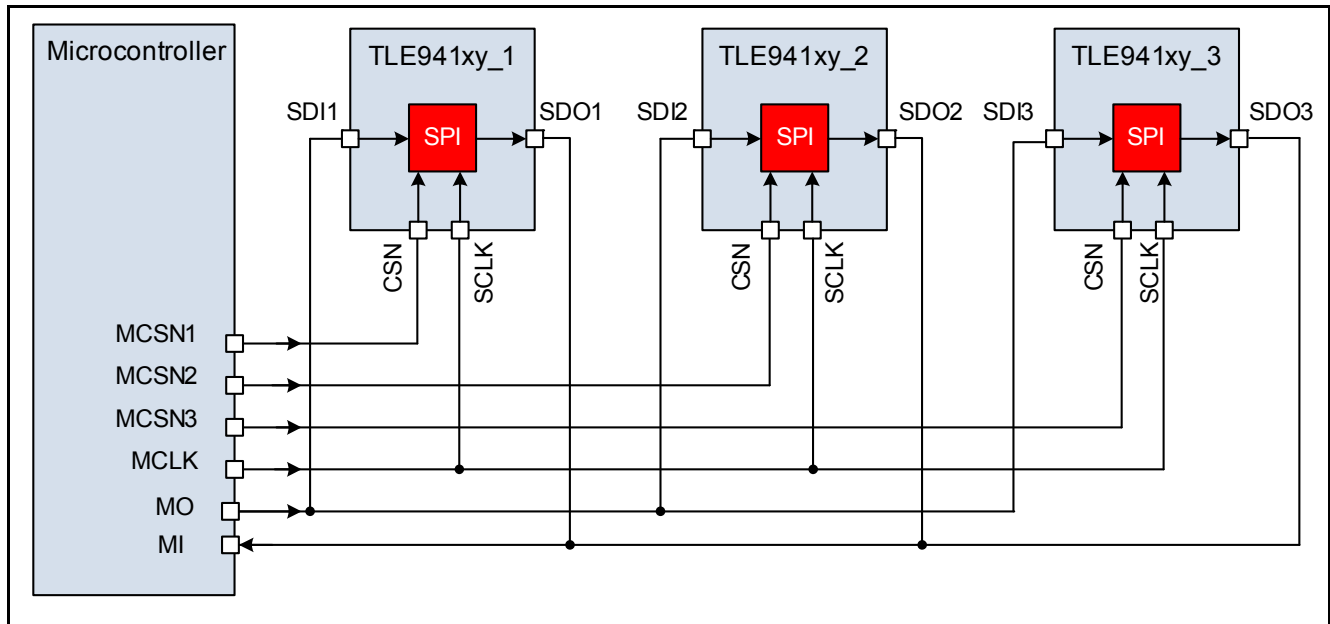 Microcontroller
TLE941xy_1
TLE941xy_2
TLE941xy_3
SDI1
SPI
SDO1
SDI2
SPI
SDO2
SDI3
SPI
SDO3
CSN
SCLK
CSN
SCLK
CSN
SCLK
MCSN1
MCSN2
MCSN3
MCLK
MO
MI